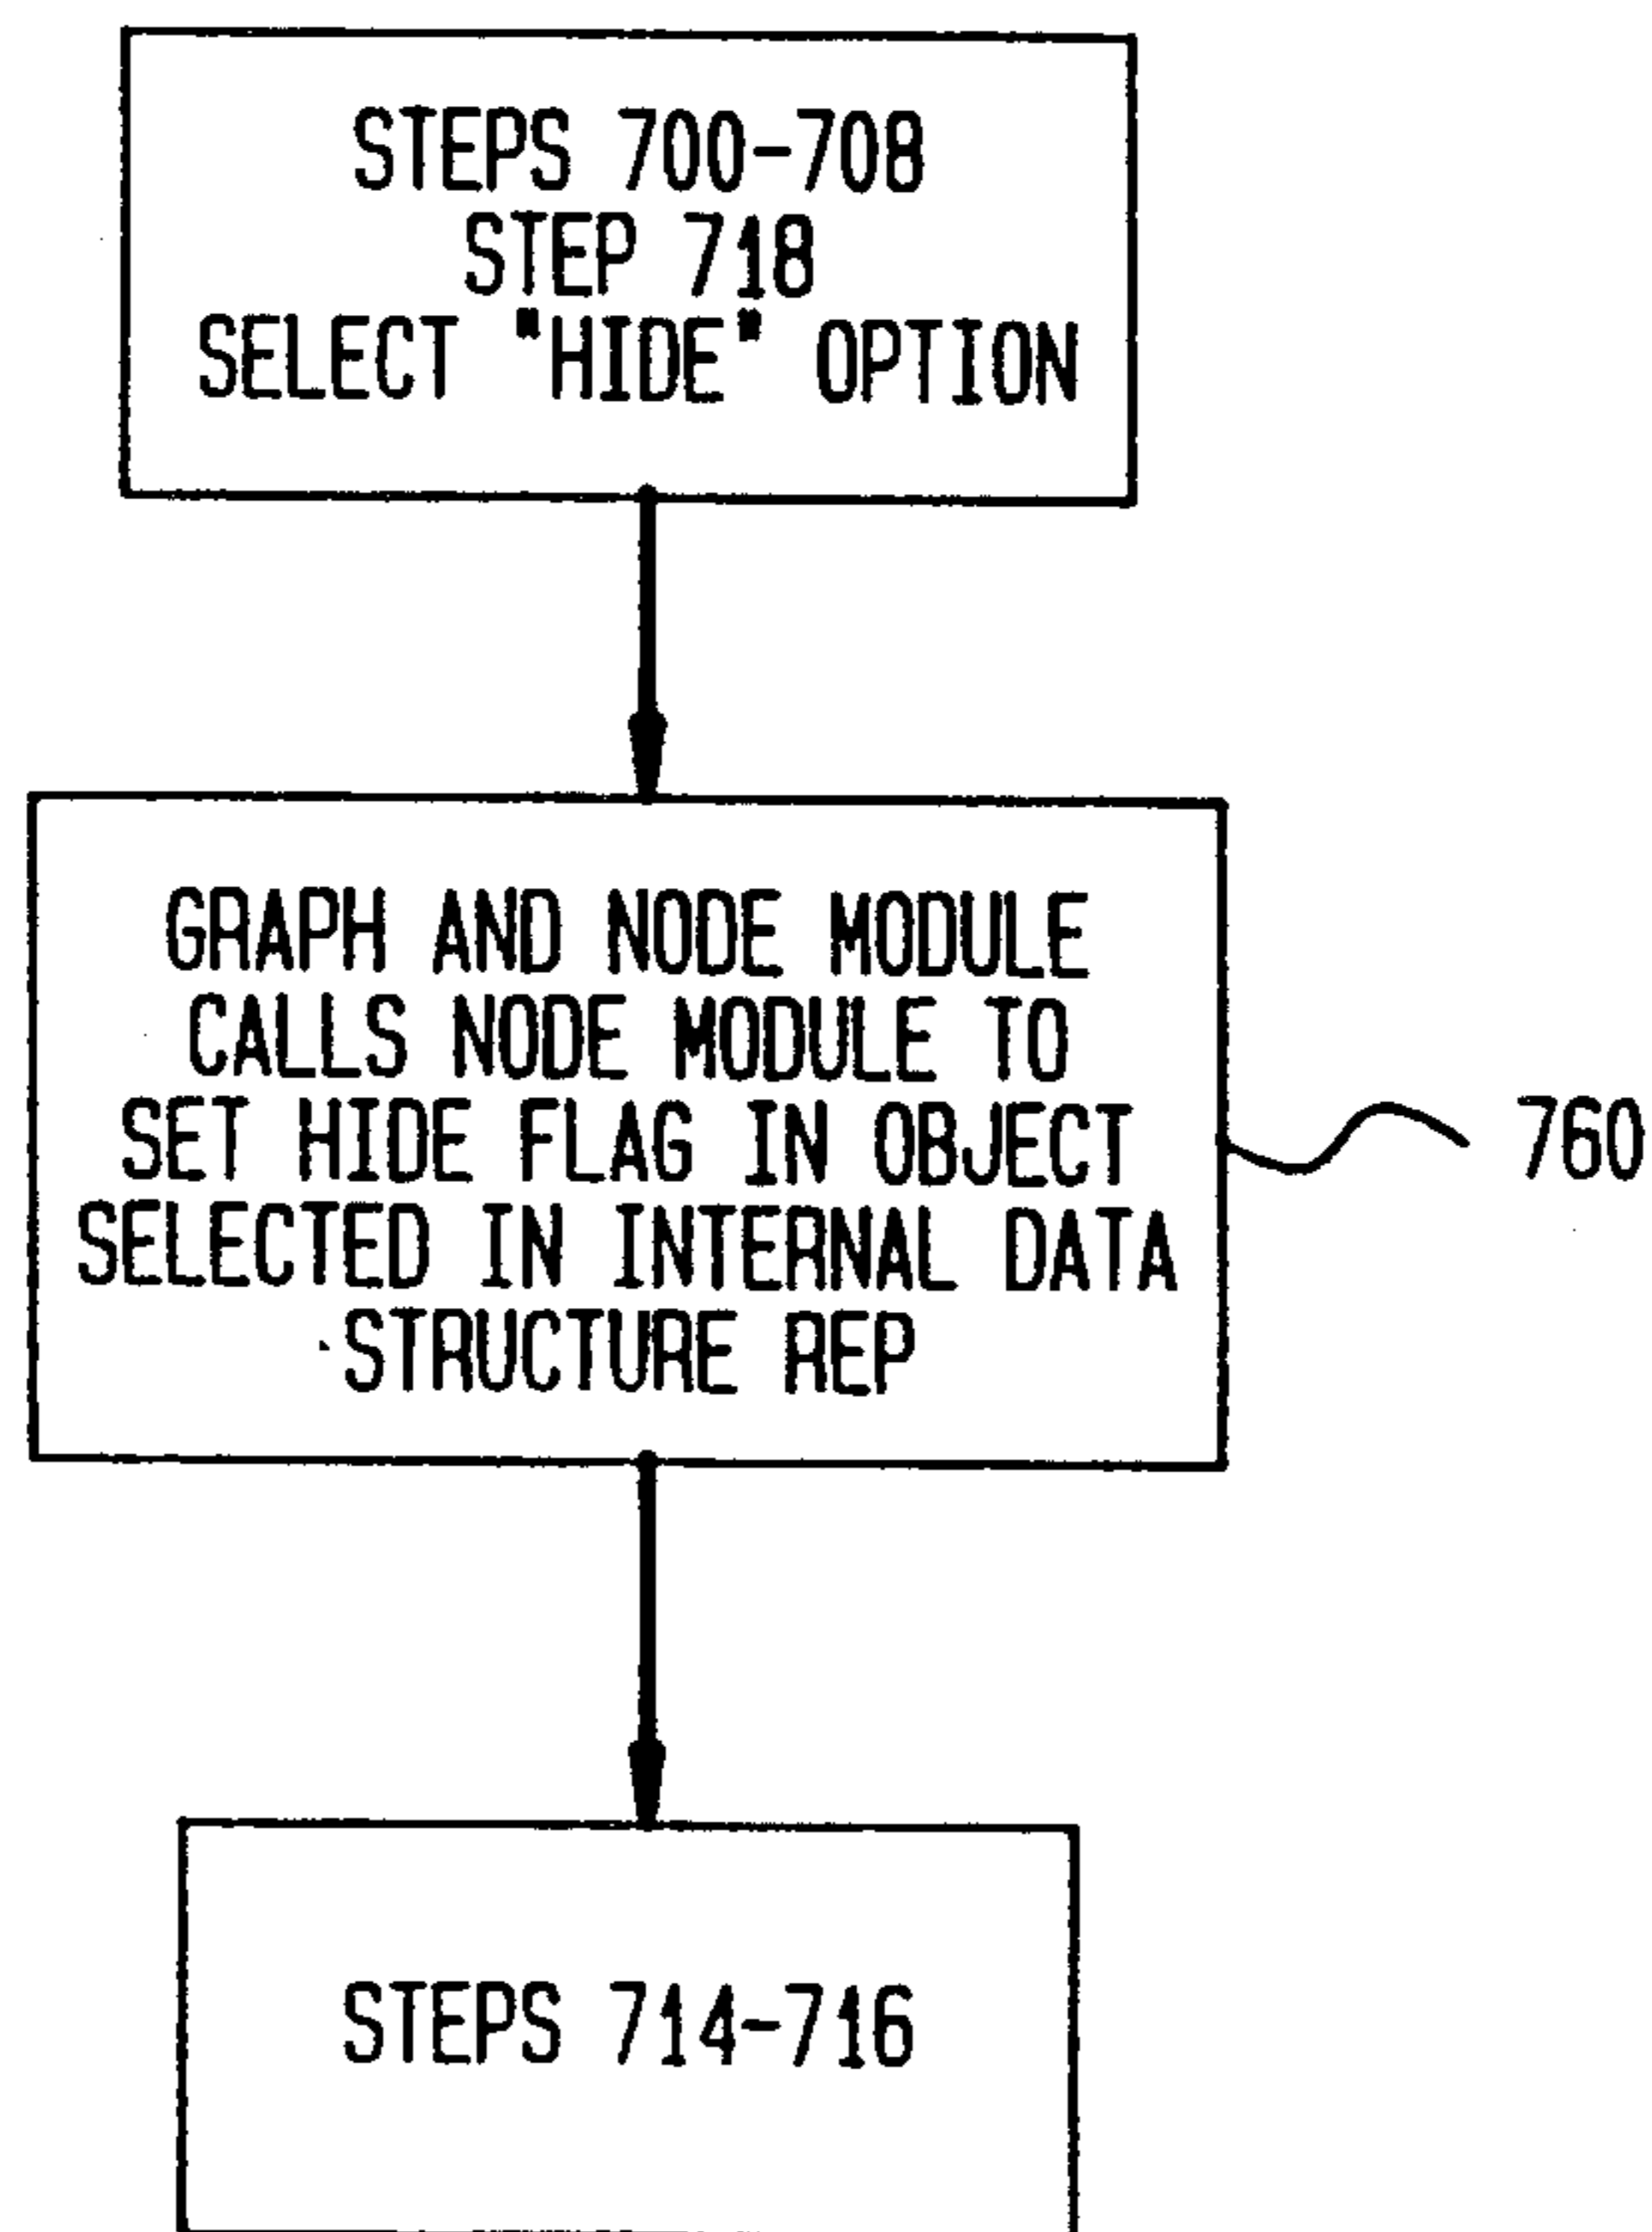 STEPS 700-708
STEP 718
SELECT "HIDE" OPTION
GRAPH AND NODE MODULE
CALLS NODE MODULE TO
SET HIDE FLAG IN OBJECT
SELECTED IN INTERNAL DATA
STRUCTURE REP
760
STEPS 714-716